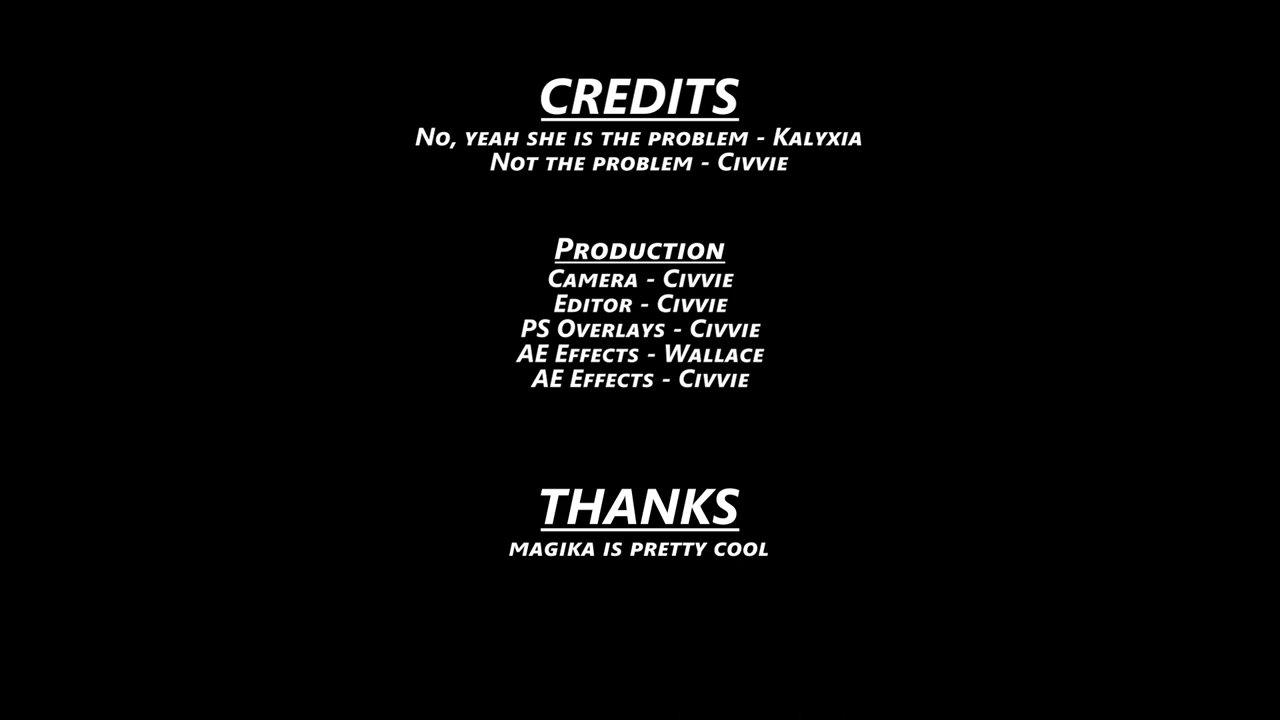 CREDITS
No, yeah she is the problem - Kalyxia
Not the problem - Civvie
Production
Camera - Civvie
Editor - Civvie
PS Overlays - Civvie
AE Effects - Wallace
AE Effects - Civvie
THANKS
magika is pretty cool